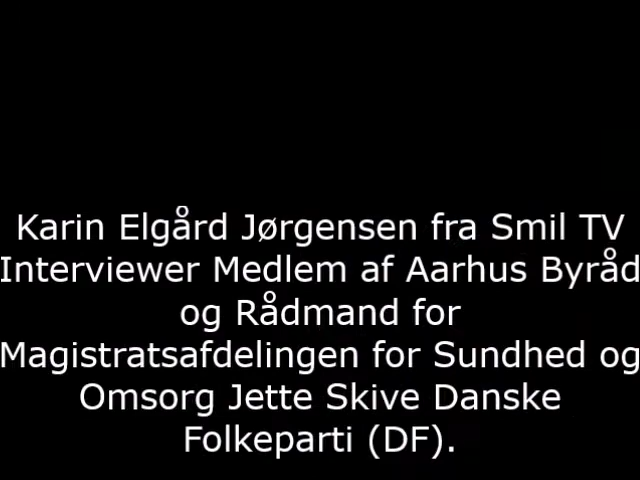 Karin Elgård Jørgensen fra Smil TV
Interviewer Medlem af Aarhus Byråd
og Rådmand for
Magistratsafdelingen for Sundhed og
Omsorg Jette Skive Danske
Folkeparti (DF).